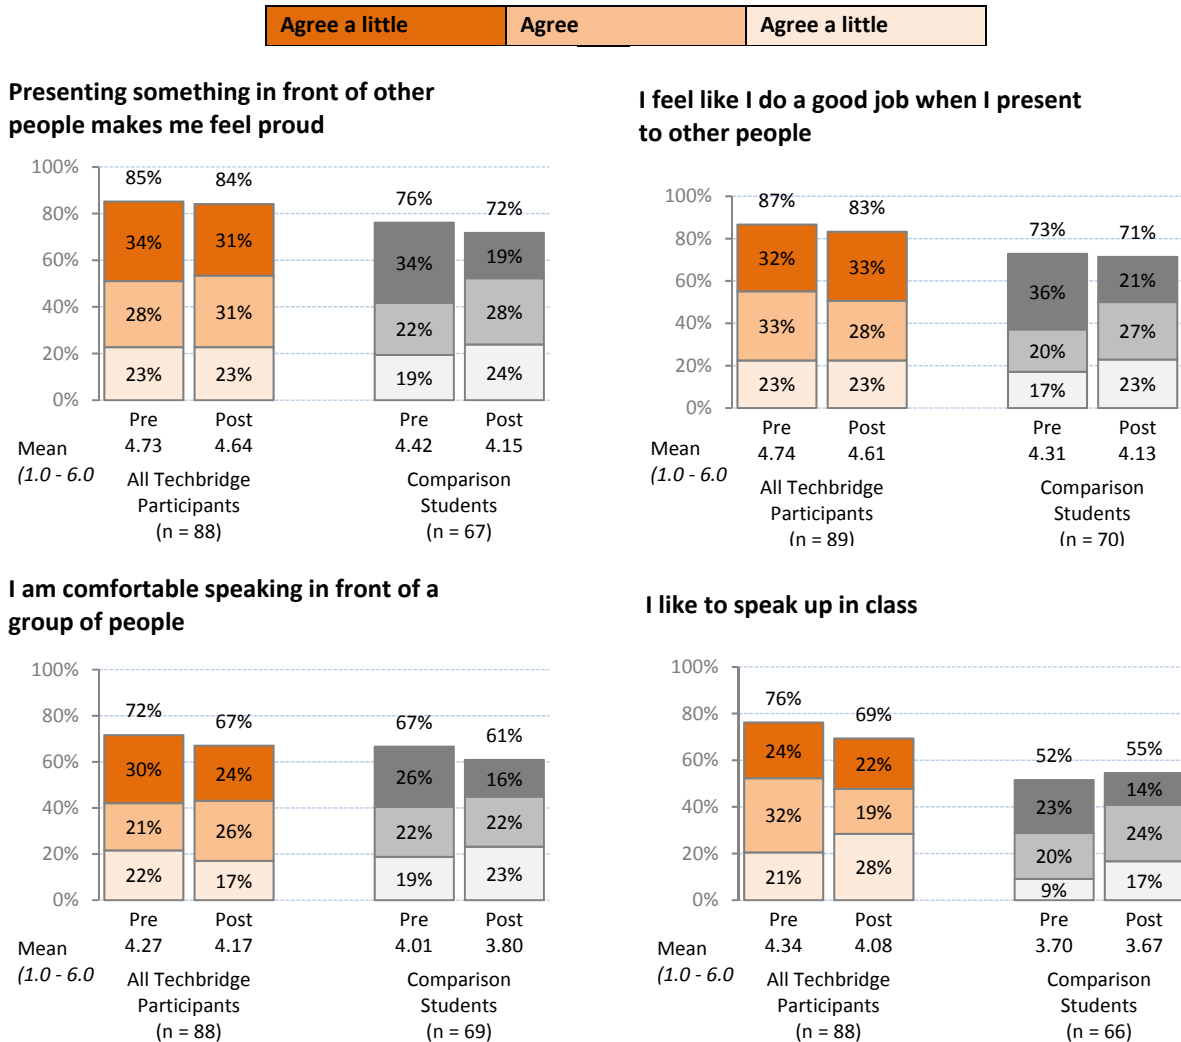 Agree a little Agree Agree a little
Presenting something in front of other
people makes me feel proud
100%
80%
60%
40%
20%
0%
85% 84% 76% 72%
34% 31% 34% 19%
28% 31% 22% 28%
23% 23% 19% 24%
Pre Post Pre Post
Mean 4.73 4.64 4.42 4.15
(1.0 - 6.0
All Techbridge
Participants
(n = 88)
Comparison
Students
(n = 67)
I feel like I do a good job when I present
to other people
100%
80%
60%
40%
20%
0%
87% 83% 73% 71%
32% 33% 36% 21%
33% 28% 20% 27%
23% 23% 17% 23%
Pre Post Pre Post
Mean 4.74 4.61 4.31 4.13
(1.0 - 6.0
All Techbridge
Participants
(n = 89)
Comparison
Students
(n = 70)
I am comfortable speaking in front of a
group of people
100%
80%
60%
40%
20%
0%
72% 67% 67% 61%
30% 24% 26% 16%
21% 26% 22% 22%
22% 17% 19% 23%
Pre Post Pre Post
Mean 4.27 4.17 4.01 3.80
(1.0 - 6.0
All Techbridge
Participants
(n = 88)
Comparison
Students
(n = 69)
I like to speak up in class
100%
80%
60%
40%
20%
0%
76% 69% 52% 55%
24% 22% 23% 14%
32% 19% 20% 24%
21% 28% 9% 17%
Pre Post Pre Post
Mean 4.34 4.08 3.70 3.67
(1.0 - 6.0
All Techbridge
Participants
(n = 88)
Comparison
Students
(n = 66)